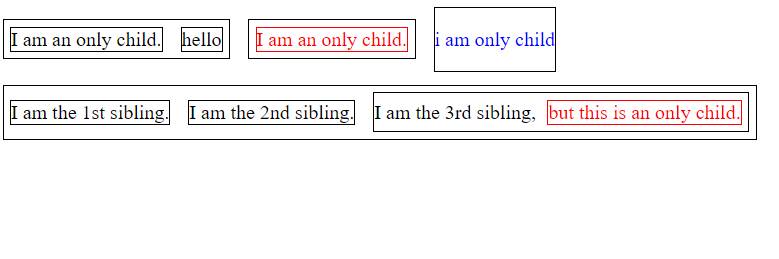 I am an only child. hello I am an only child. i am only child
I am the 1st sibling. I am the 2nd sibling. I am the 3rd sibling, but this is an only child.